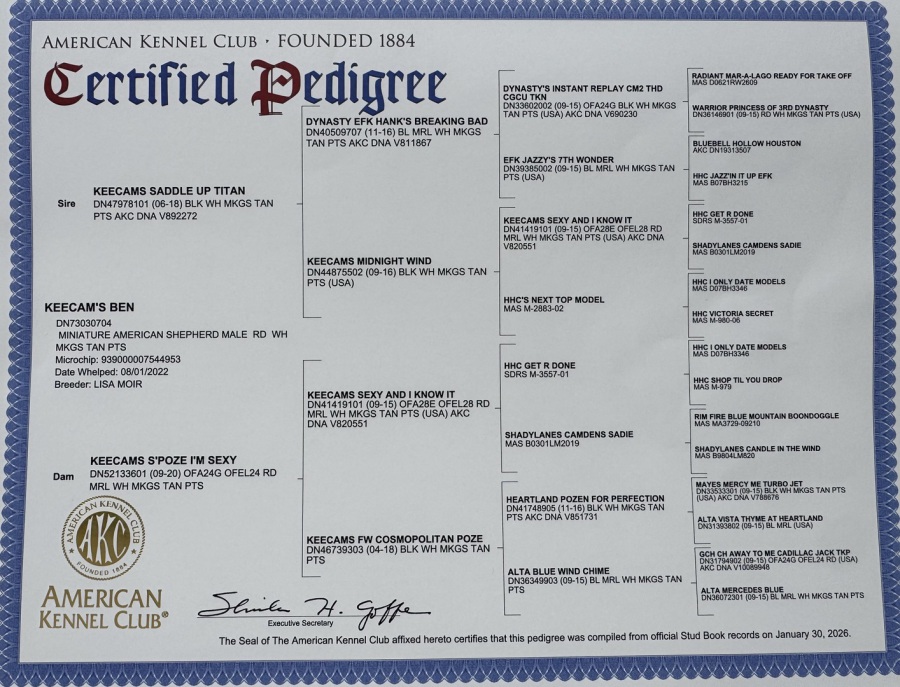 AMERICAN KENNEL CLUB · FOUNDED 1884
Certified Pedigree
KEECAM'S BEN
DN73030704
MINIATURE AMERICAN SHEPHERD MALE RD WH
MKGS TAN PTS
Microchip: 939000007544953
Date Whelped: 08/01/2022
Breeder: LISA MOIR
Sire
KEECAMS SADDLE UP TITAN
DN47978101 (06-18) BLK WH MKGS TAN
PTS AKC DNA V892272
Dam
KEECAMS S'POZE I'M SEXY
DN52133601 (09-20) OFA24G OFEL24 RD
MRL WH MKGS TAN PTS
DYNASTY EFK HANK'S BREAKING BAD
DN40509707 (11-16) BL MRL WH MKGS
TAN PTS AKC DNA V811867
KEECAMS MIDNIGHT WIND
DN44875502 (09-16) BLK WH MKGS TAN
PTS (USA)
KEECAMS SEXY AND I KNOW IT
DN41419101 (09-15) OFA28E OFEL28 RD
MRL WH MKGS TAN PTS (USA) AKC
DNA V820551
KEECAMS FW COSMOPOLITAN POZE
DN46739303 (04-18) BLK WH MKGS TAN
PTS
DYNASTY'S INSTANT REPLAY CM2 THD
CGCU TKN
DN33602002 (09-15) OFA24G BLK WH MKGS
TAN PTS (USA) AKC DNA V690230
EFK JAZZY'S 7TH WONDER
DN39385002 (09-15) BL MRL WH MKGS TAN
PTS (USA)
KEECAMS SEXY AND I KNOW IT
DN41419101 (09-15) OFA28E OFEL28 RD
MRL WH MKGS TAN PTS (USA) AKC DNA
V820551
HHC'S NEXT TOP MODEL
MAS M-2883-02
HHC GET R DONE
SDRS M-3557-01
SHADYLANES CAMDENS SADIE
MAS B0301LM2019
HEARTLAND POZEN FOR PERFECTION
DN41748905 (11-16) BLK WH MKGS TAN
PTS AKC DNA V851731
ALTA BLUE WIND CHIME
DN36349903 (09-15) BL MRL WH MKGS TAN
PTS
RADIANT MAR-A-LAGO READY FOR TAKE OFF
MAS D0621RW2609
WARRIOR PRINCESS OF 3RD DYNASTY
DN36146901 (09-15) RD WH MKGS TAN PTS (USA)
BLUEBELL HOLLOW HOUSTON
AKC DN19313507
HHC JAZZ'IN IT UP EFK
MAS B07BH3215
HHC GET R DONE
SDRS M-3557-01
SHADYLANES CAMDENS SADIE
MAS B0301LM2019
HHC I ONLY DATE MODELS
MAS D07BH3346
HHC VICTORIA SECRET
MAS M-980-06
HHC I ONLY DATE MODELS
MAS D07BH3346
HHC SHOP TIL YOU DROP
MAS M-979
RIM FIRE BLUE MOUNTAIN BOONDOGGLE
MAS MA3729-09210
SHADYLANES CANDLE IN THE WIND
MAS B9804LM820
MAYES MERCY ME TURBO JET
DN33533301 (09-15) BLK WH MKGS TAN PTS
(USA) AKC DNA V788676
ALTA VISTA THYME AT HEARTLAND
DN31393802 (09-15) BL MRL (USA)
GCH CH AWAY TO ME CADILLAC JACK TKP
DN31794902 (09-15) OFA24G OFEL24 RD (USA)
AKC DNA V10089948
ALTA MERCEDES BLUE
DN36072301 (09-15) BL MRL WH MKGS TAN PTS
AMERICAN KENNEL CLUB
AKC
FOUNDED 1884
AMERICAN
KENNEL CLUB®
Executive Secretary
The Seal of The American Kennel Club affixed hereto certifies that this pedigree was compiled from official Stud Book records on January 30, 2026.